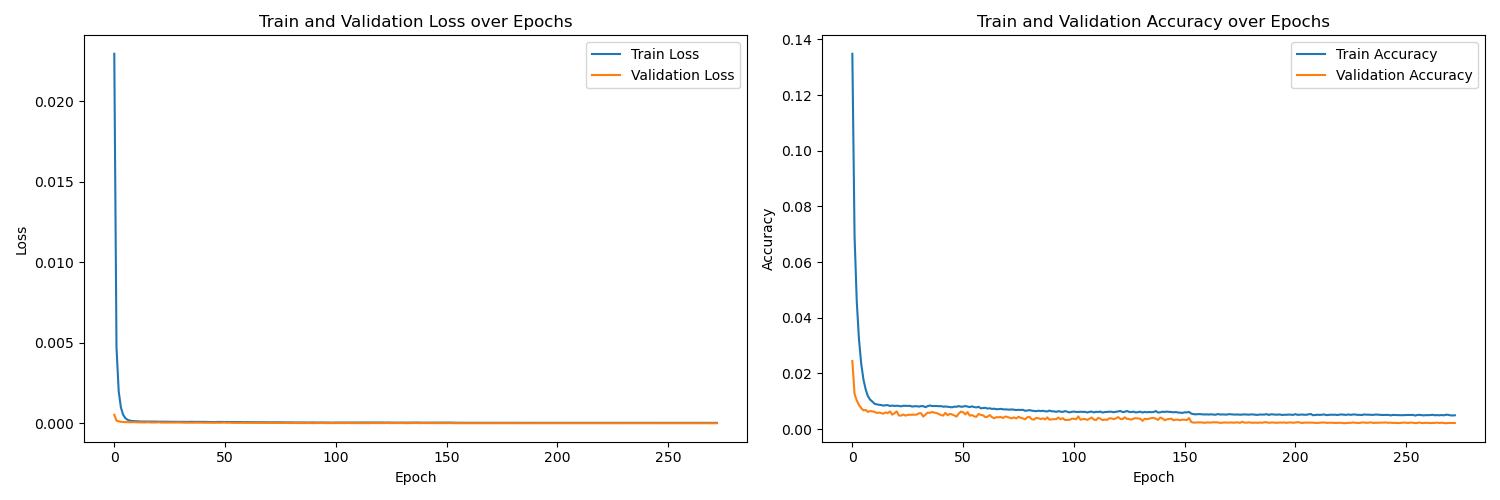 Train and Validation Loss over Epochs
Train Loss
Validation Loss
0.020
0.015
0.010
0.005
0.000
Loss
0
50
100
150
200
250
Epoch
Train and Validation Accuracy over Epochs
Train Accuracy
Validation Accuracy
0.14
0.12
0.10
0.08
0.06
0.04
0.02
0.00
Accuracy
0
50
100
150
200
250
Epoch